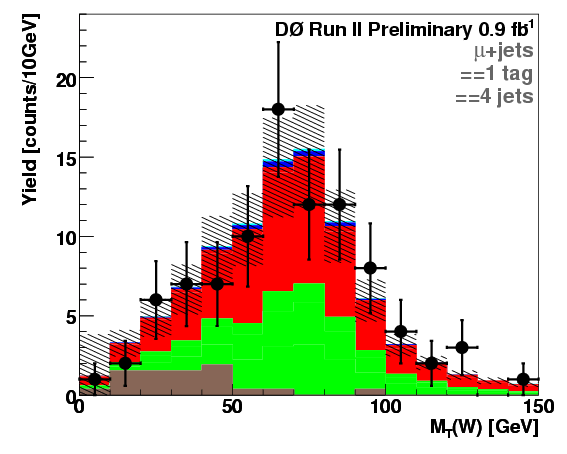 DØ Run II Preliminary 0.9 fb-1
μ+jets
==1 tag
==4 jets
Yield [counts/10GeV]
20
15
10
5
0
0 50 100 150
MT(W) [GeV]